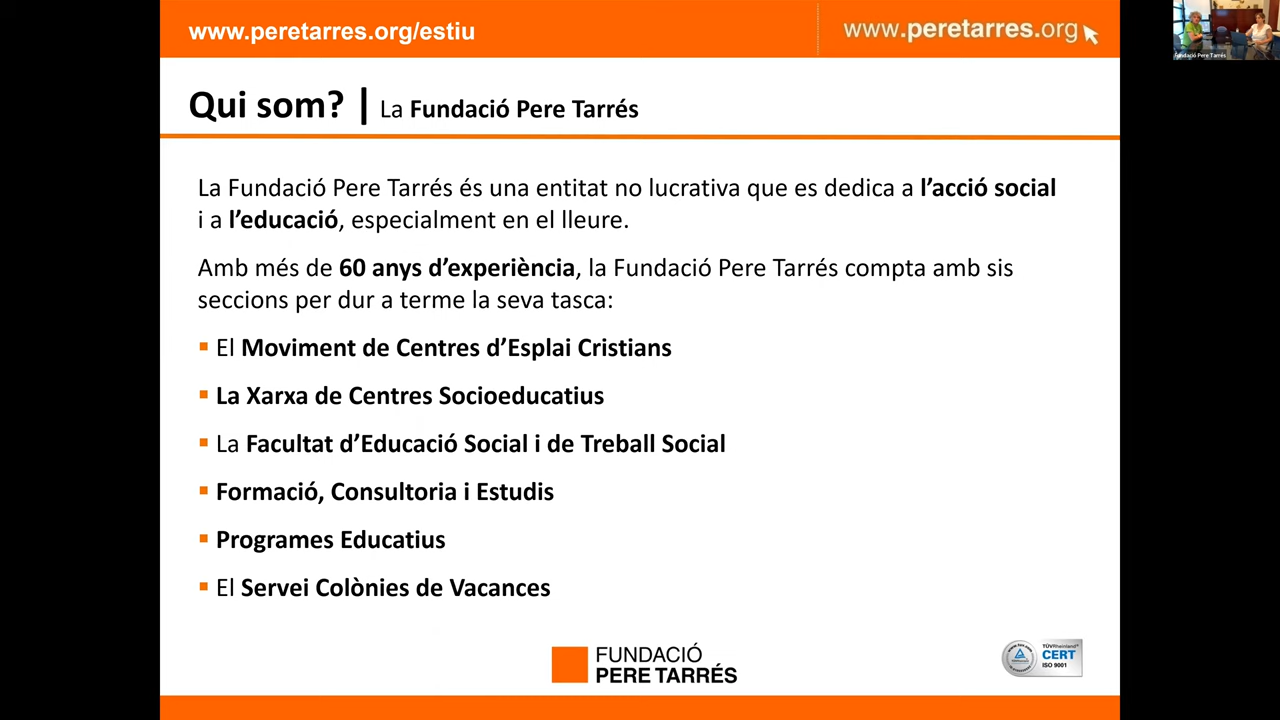 www.peretarres.org/estiu
www.peretarres.org
Fundació Pere Tarrés
Qui som? | La Fundació Pere Tarrés
La Fundació Pere Tarrés és una entitat no lucrativa que es dedica a l’acció social
i a l’educació, especialment en el lleure.
Amb més de 60 anys d’experiència, la Fundació Pere Tarrés compta amb sis
seccions per dur a terme la seva tasca:
▪ El Moviment de Centres d’Esplai Cristians
▪ La Xarxa de Centres Socioeducatius
▪ La Facultat d’Educació Social i de Treball Social
▪ Formació, Consultoria i Estudis
▪ Programes Educatius
▪ El Servei Colònies de Vacances
FUNDACIÓ
PERE TARRÉS
TÜVRheinland
CERT
ISO 9001